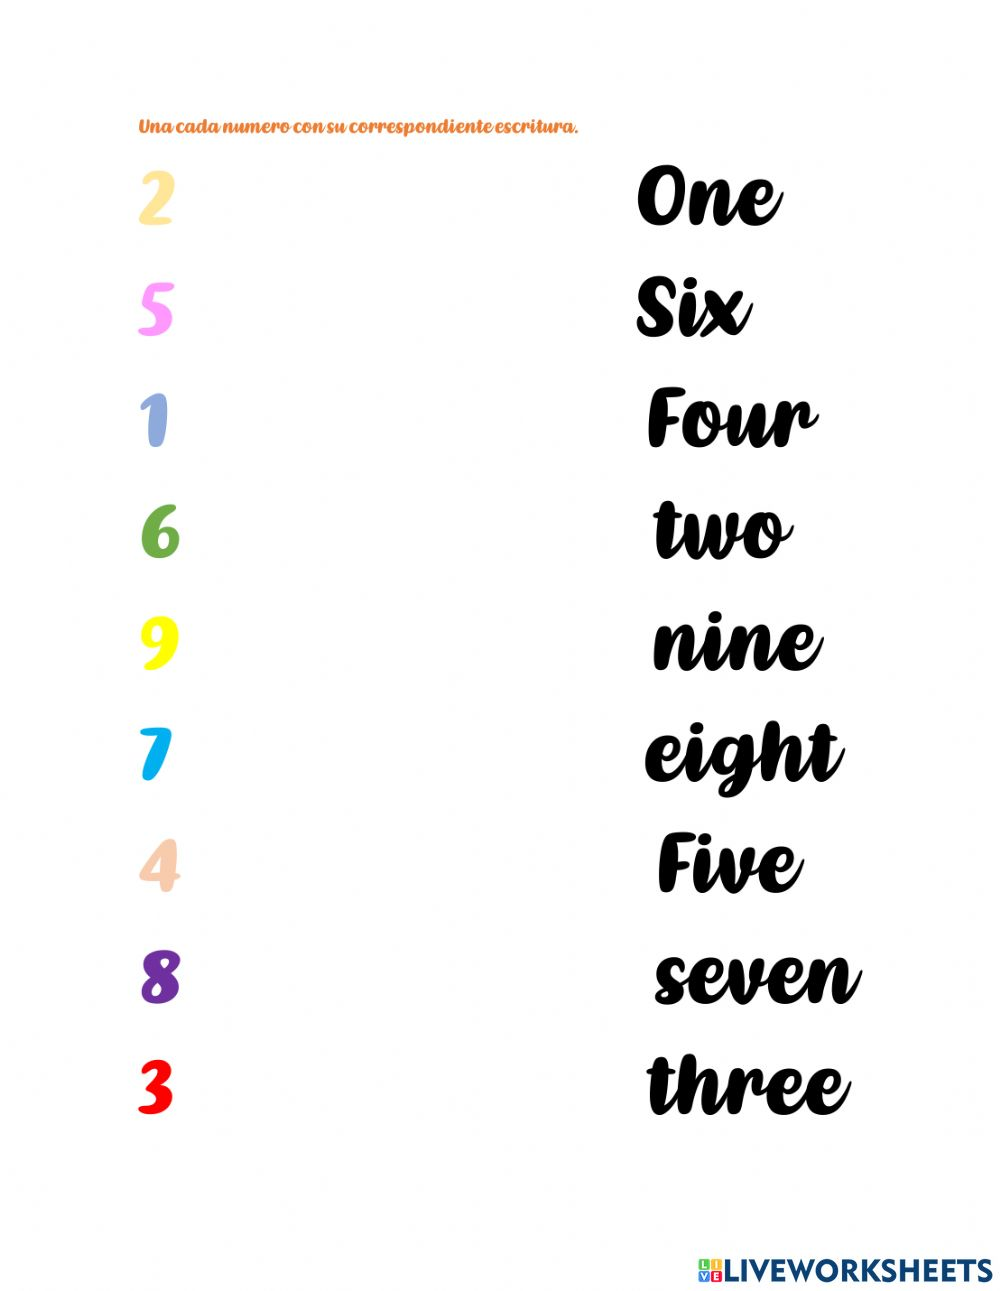 Una cada numero con su correspondiente escritura.
2 One
5 Six
1 Four
6 two
9 nine
7 eight
4 Five
8 seven
3 three
LIVE LIVEWORKSHEETS